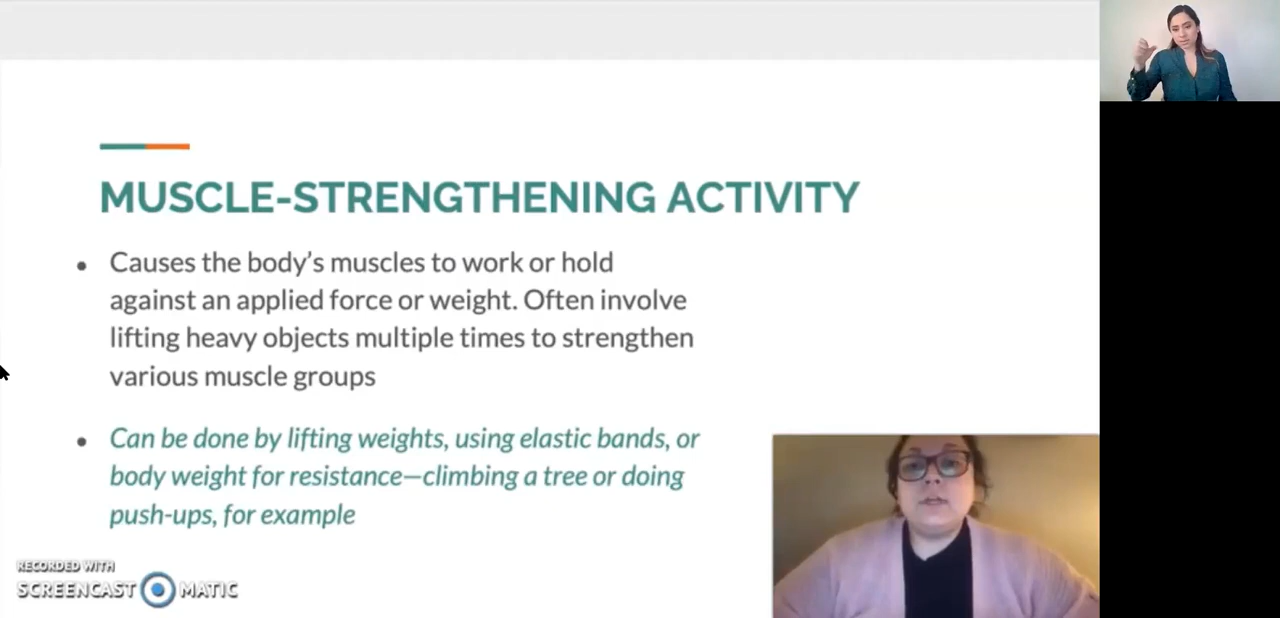 MUSCLE-STRENGTHENING ACTIVITY
• Causes the body's muscles to work or hold
against an applied force or weight. Often involve
lifting heavy objects multiple times to strengthen
various muscle groups
• Can be done by lifting weights, using elastic bands, or
body weight for resistance—climbing a tree or doing
push-ups, for example
RECORDED WITH
SCREENCAST MATIC